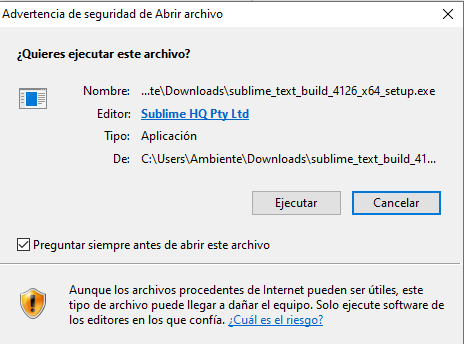 Advertencia de seguridad de Abrir archivo
¿Quieres ejecutar este archivo?
Nombre: ...te\Downloads\sublime_text_build_4126_x64_setup.exe
Editor: Sublime HQ Pty Ltd
Tipo: Aplicación
De: C:\Users\Ambiente\Downloads\sublime_text_build_41...
Ejecutar Cancelar
Preguntar siempre antes de abrir este archivo
Aunque los archivos procedentes de Internet pueden ser útiles, este
tipo de archivo puede llegar a dañar el equipo. Solo ejecute software de
los editores en los que confía. ¿Cuál es el riesgo?